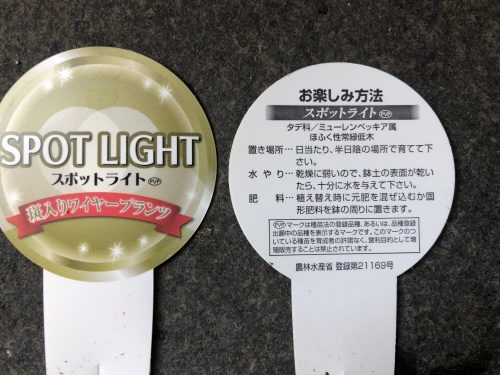 SPOT LIGHT
スポットライト PVP
斑入りワイヤープランツ
お楽しみ方法
スポットライト PVP
タデ科／ミューレンベッキア属
ほふく性常緑低木
置き場所…日当たり、半日陰の場所で育てて下
さい。
水やり…乾燥に弱いので、鉢土の表面が乾い
たら、十分に水を与えて下さい。
肥料…植え替え時に元肥を混ぜ込むか固
形肥料を鉢の周りに置きます。
PVPマークは種苗法の登録品種、あるいは、品種登録
出願中の品種を表示するマークです。このマークのつ
いている品種を育成者の許諾なく、営利目的として増
殖販売することは禁止されています。
農林水産省 登録第21169号